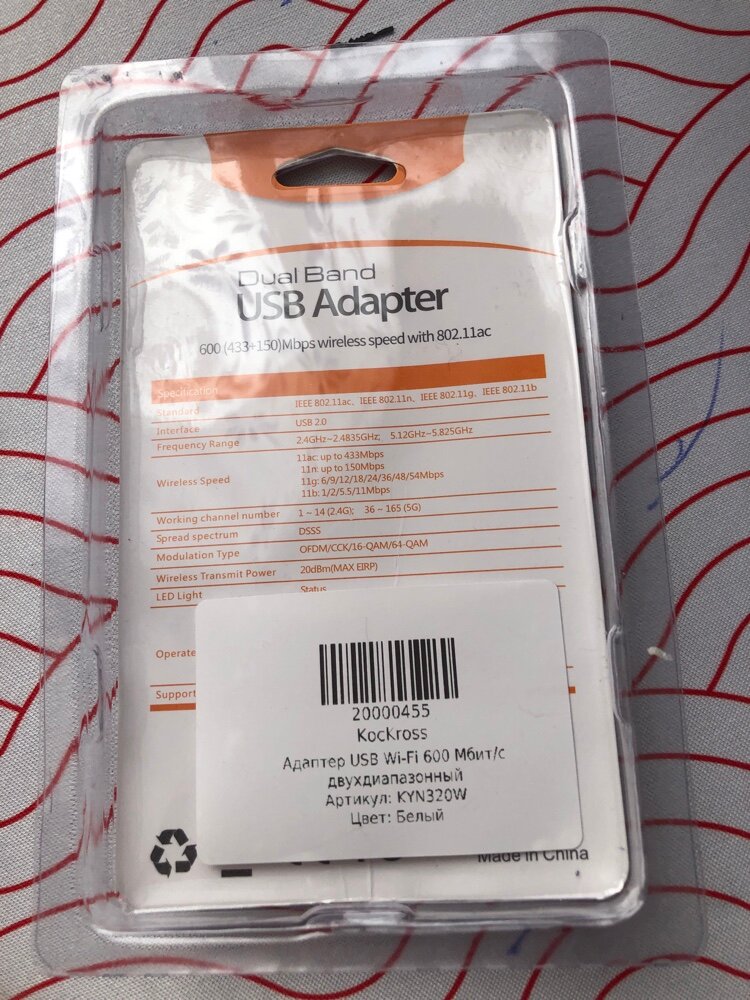 Dual Band
USB Adapter
600 (433+150)Mbps wireless speed with 802.11ac
Specification
Standard IEEE 802.11ac、IEEE 802.11n、IEEE 802.11g、IEEE 802.11b
Interface USB 2.0
Frequency Range 2.4GHz~2.4835GHz; 5.12GHz~5.825GHz
Wireless Speed
11ac: up to 433Mbps
11n: up to 150Mbps
11g: 6/9/12/18/24/36/48/54Mbps
11b: 1/2/5.5/11Mbps
Working channel number 1 ~ 14 (2.4G); 36 ~ 165 (5G)
Spread spectrum DSSS
Modulation Type OFDM/CCK/16-QAM/64-QAM
Wireless Transmit Power 20dBm(MAX EIRP)
LED Light Status
Operate
Support
20000455
KocKross
Адаптер USB Wi-Fi 600 Мбит/с
двухдиапазонный
Артикул: KYN320W
Цвет: Белый
Made in China